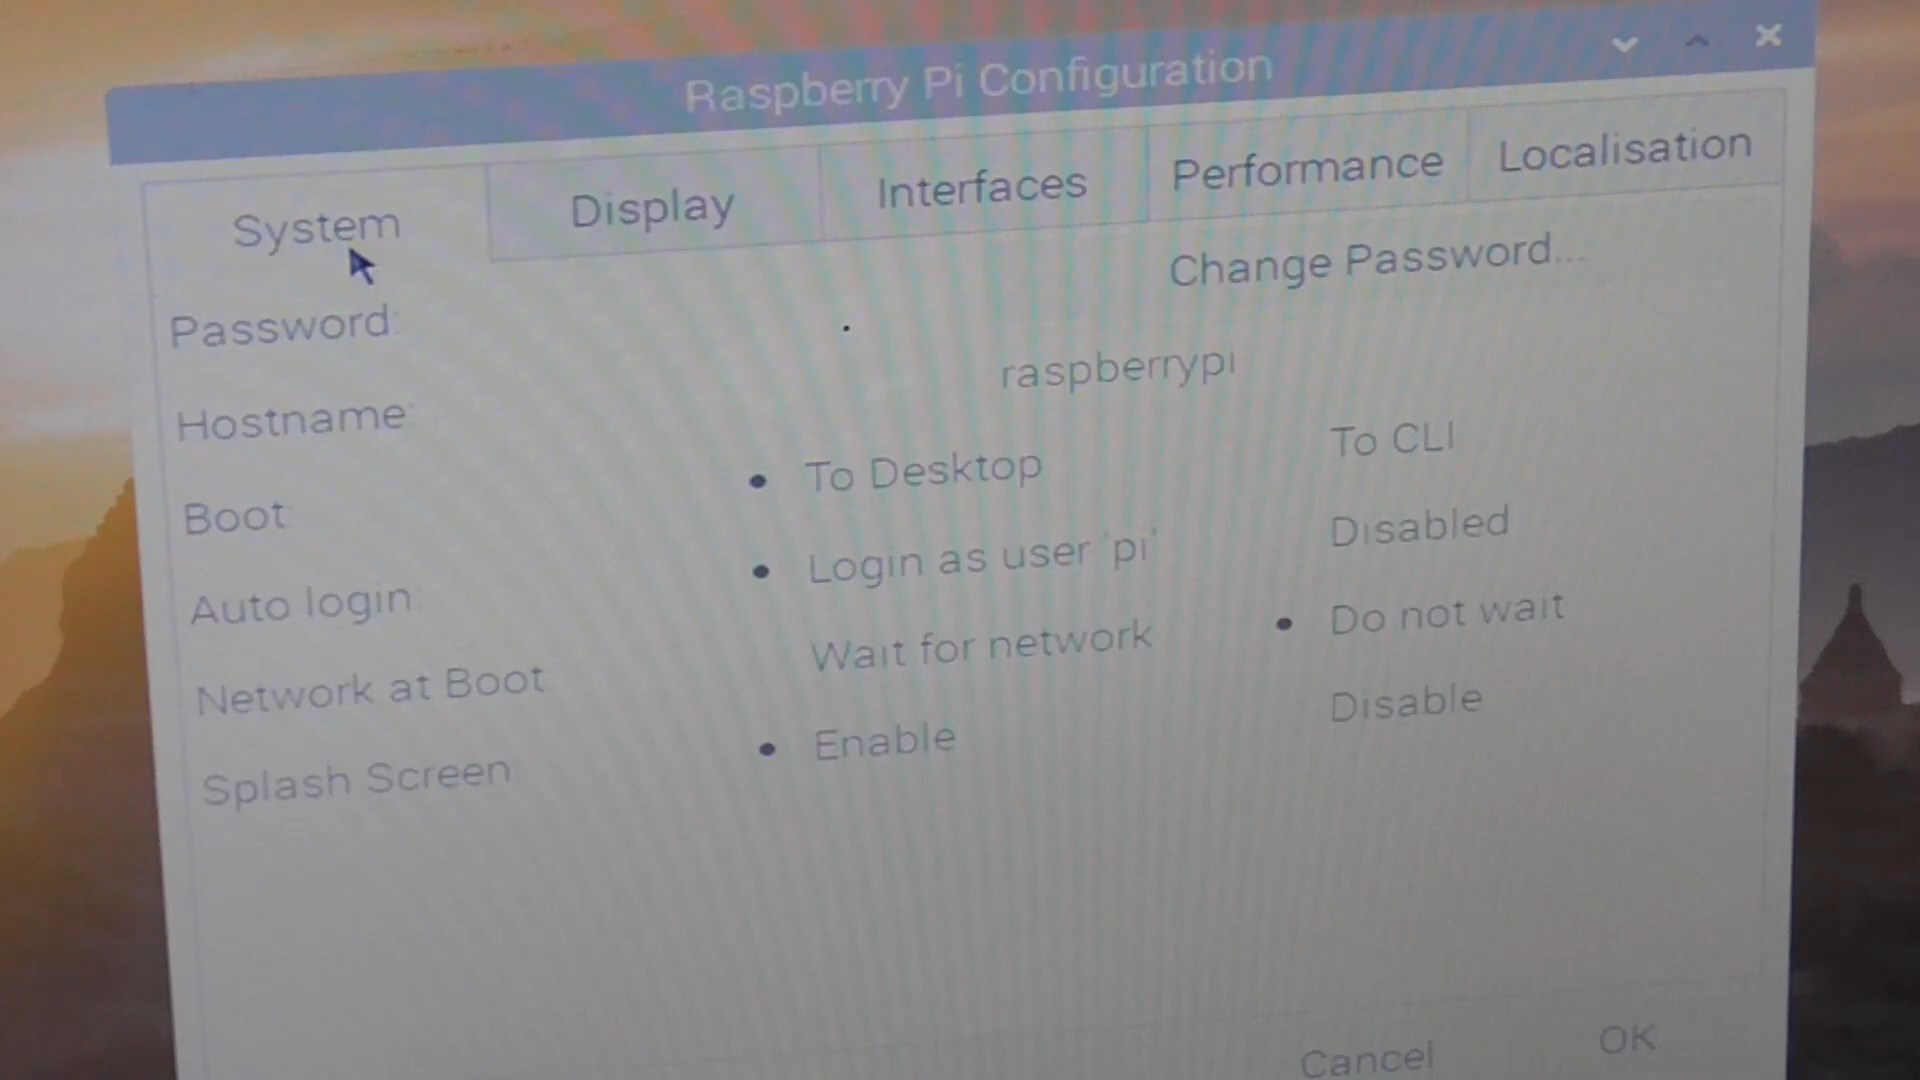 Raspberry Pi Configuration
System Display Interfaces Performance Localisation
Password: Change Password...
Hostname: raspberrypi
Boot: To Desktop To CLI
Auto login: Login as user 'pi' Disabled
Network at Boot Wait for network Do not wait
Splash Screen Enable Disable
Cancel OK